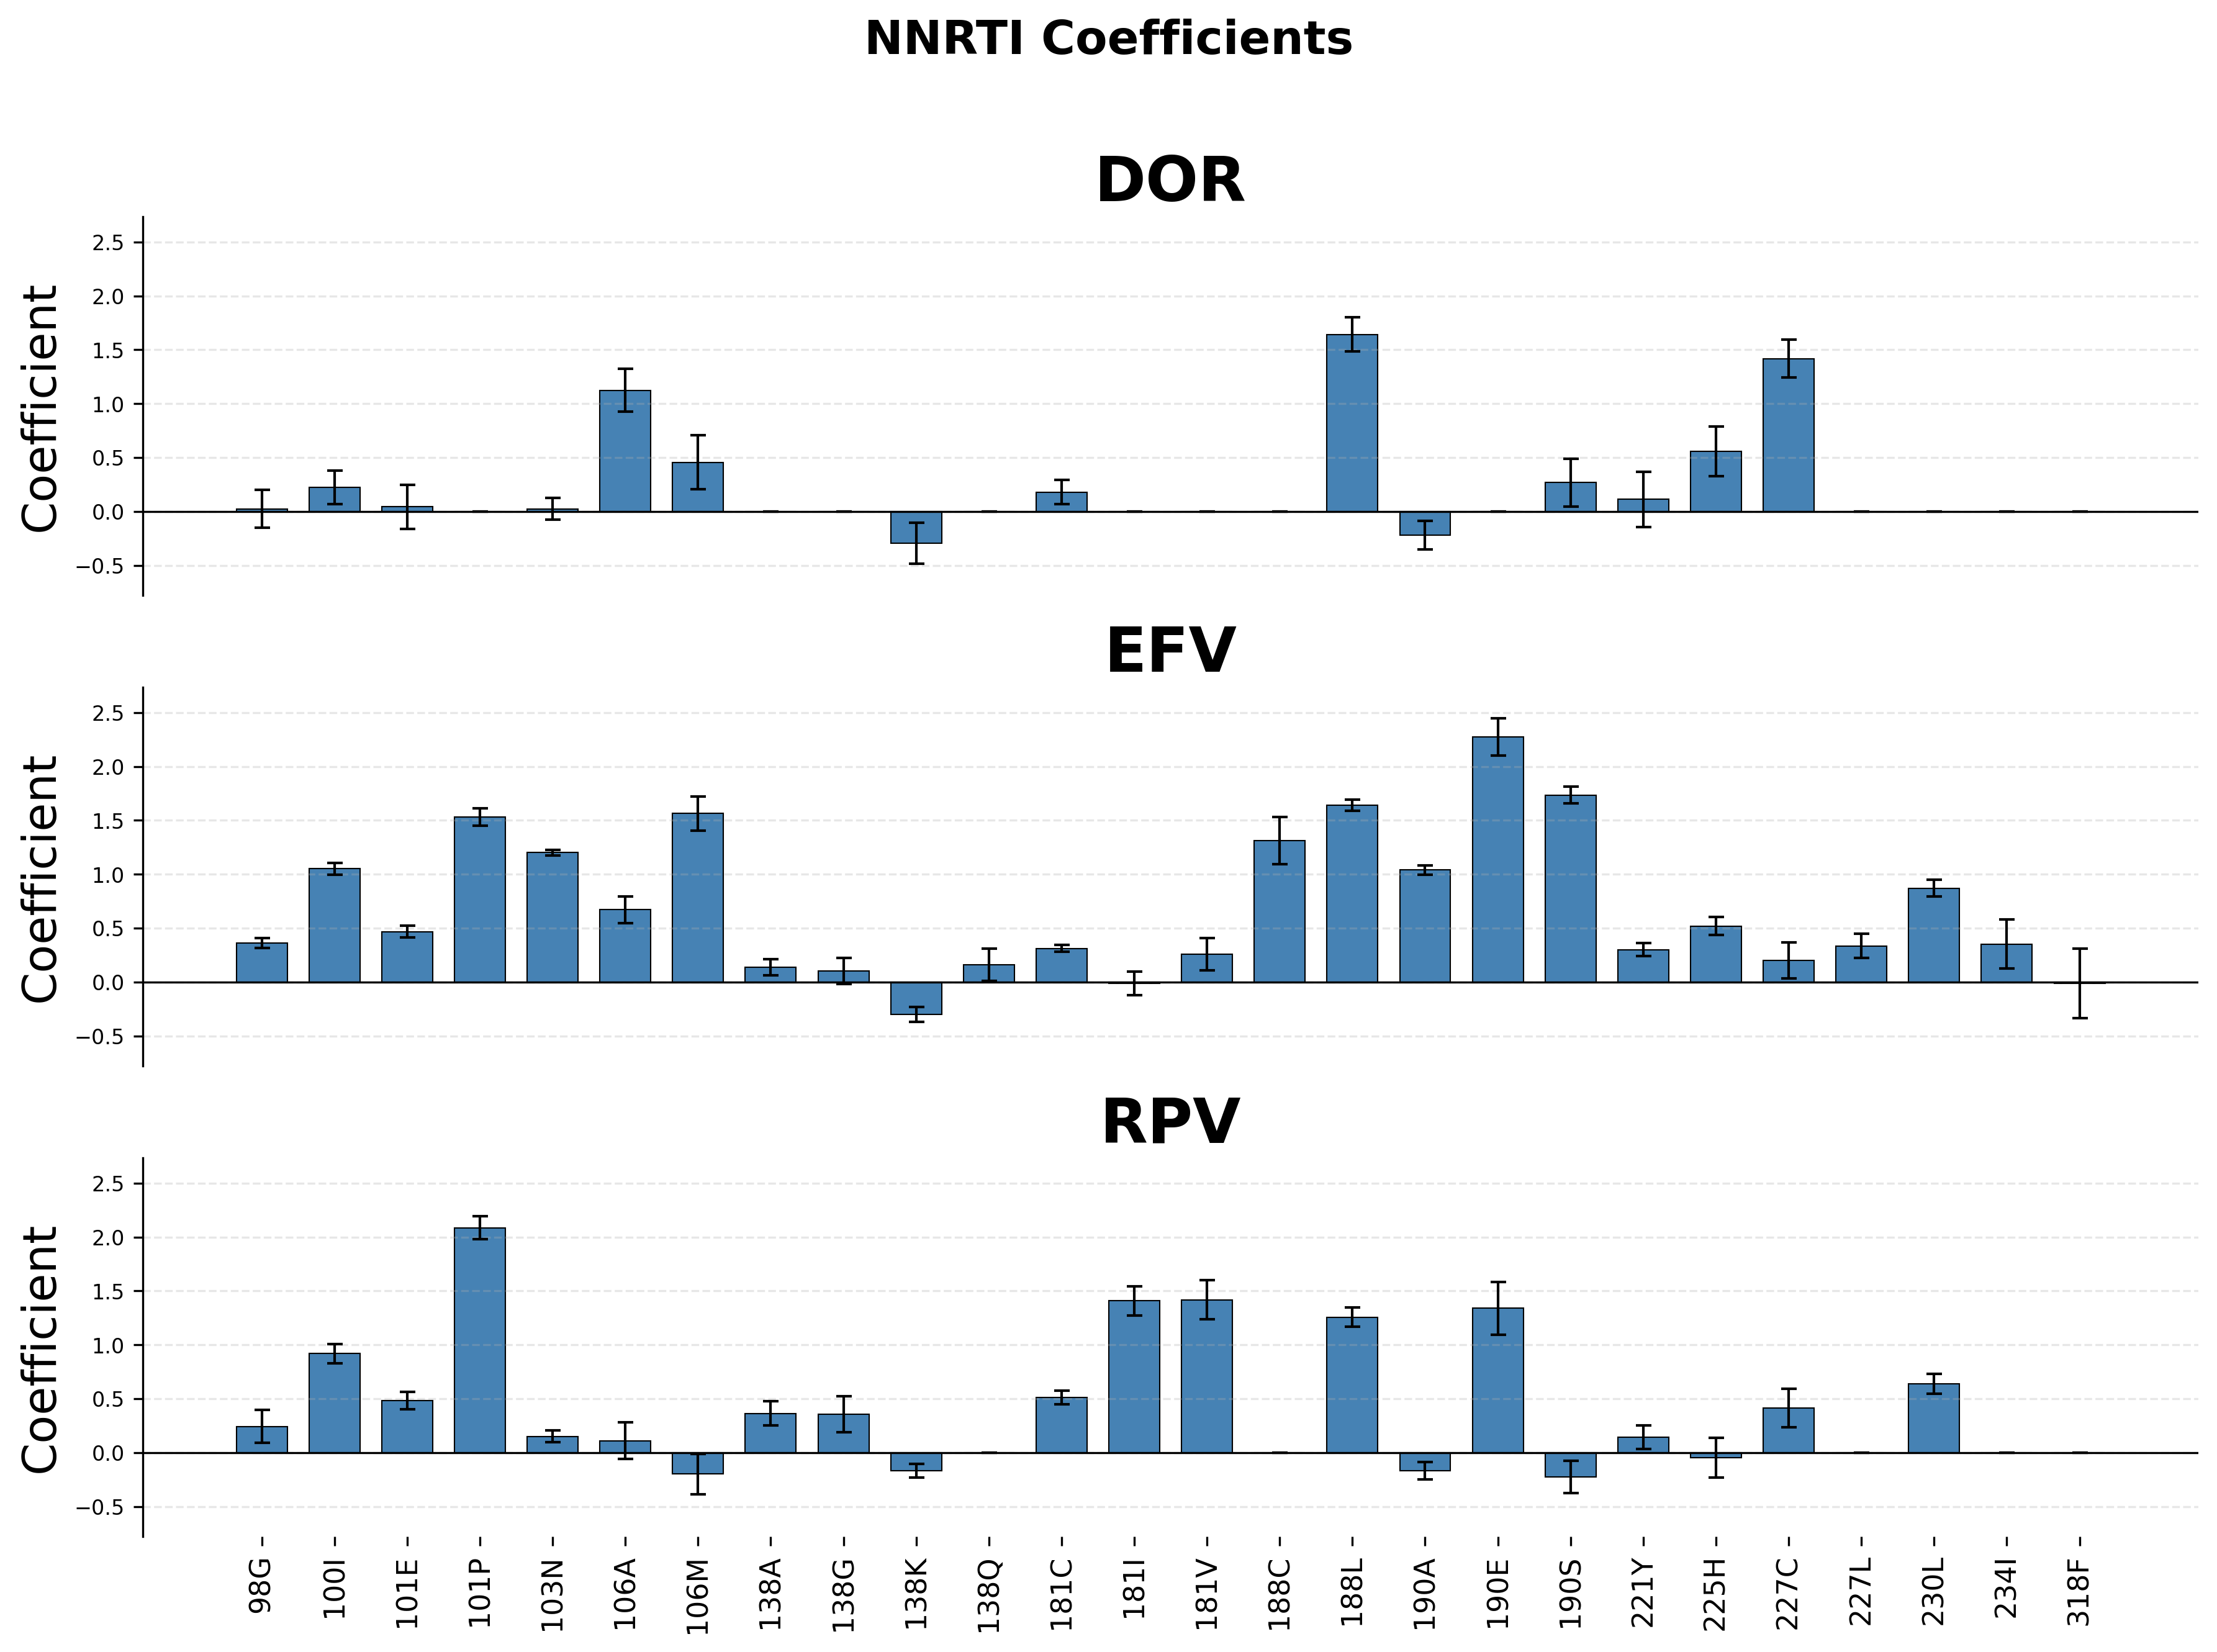 NNRTI Coefficients
DOR
Coefficient
2.5
2.0
1.5
1.0
0.5
0.0
−0.5
EFV
Coefficient
2.5
2.0
1.5
1.0
0.5
0.0
−0.5
RPV
Coefficient
2.5
2.0
1.5
1.0
0.5
0.0
−0.5
98G
100I
101E
101P
103N
106A
106M
138A
138G
138K
138Q
181C
181I
181V
188C
188L
190A
190E
190S
221Y
225H
227C
227L
230L
234I
318F